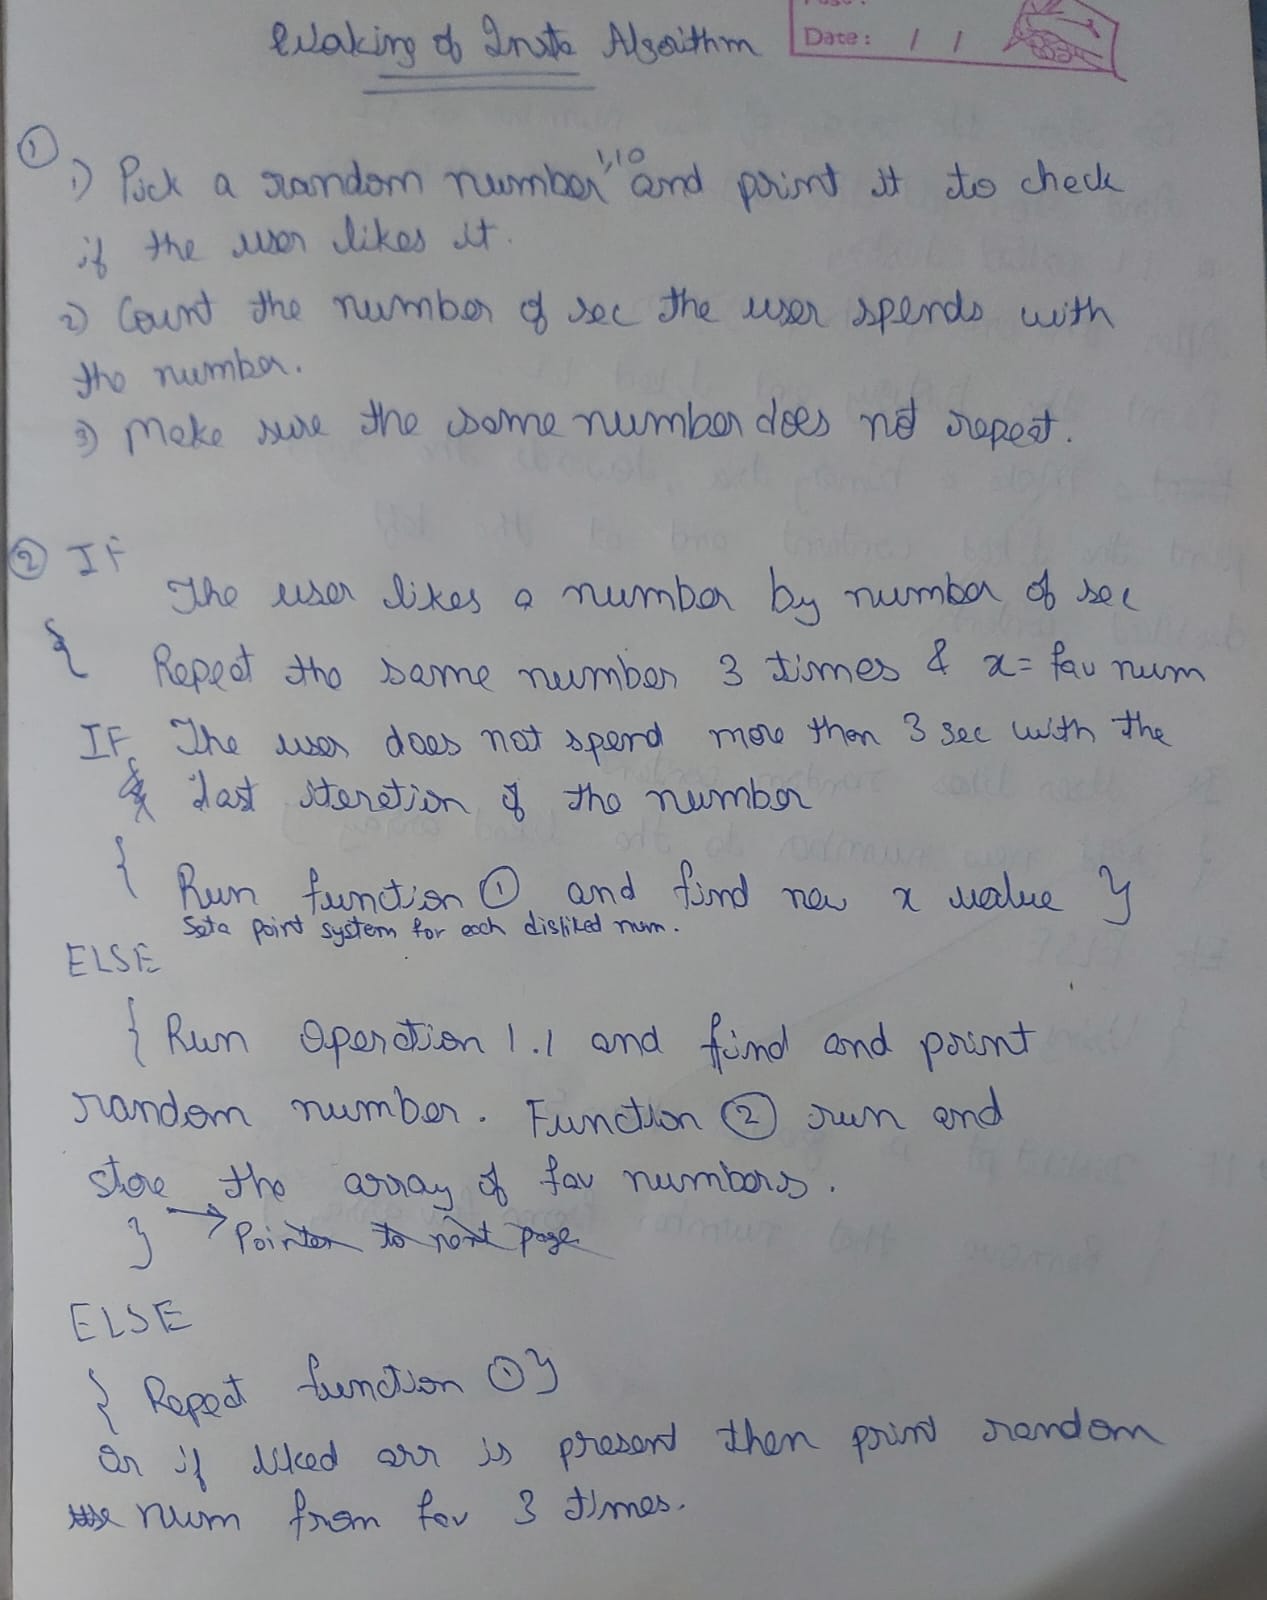 Waking of Insta Algorithm
Date: / /
① 1) Pick a random number 1,10 and print it to check
if the user likes it.
2) Count the number of sec the user spends with
the number.
3) Make sure the same number does not repeat.
② IF
The user likes a number by number of sec
{ Repeat the same number 3 times & x = fav num
IF The user does not spend more than 3 sec with the
last iteration of the number
{
Run function ① and find new x value }
Set a point system for each disliked num.
ELSE
{ Run Operation 1.1 and find and print
random number. Function ② run and
store the array of fav numbers.
} → Pointer to next page
ELSE
{ Repeat function ① }
Or if liked arr is present then print random
num from fav 3 times.